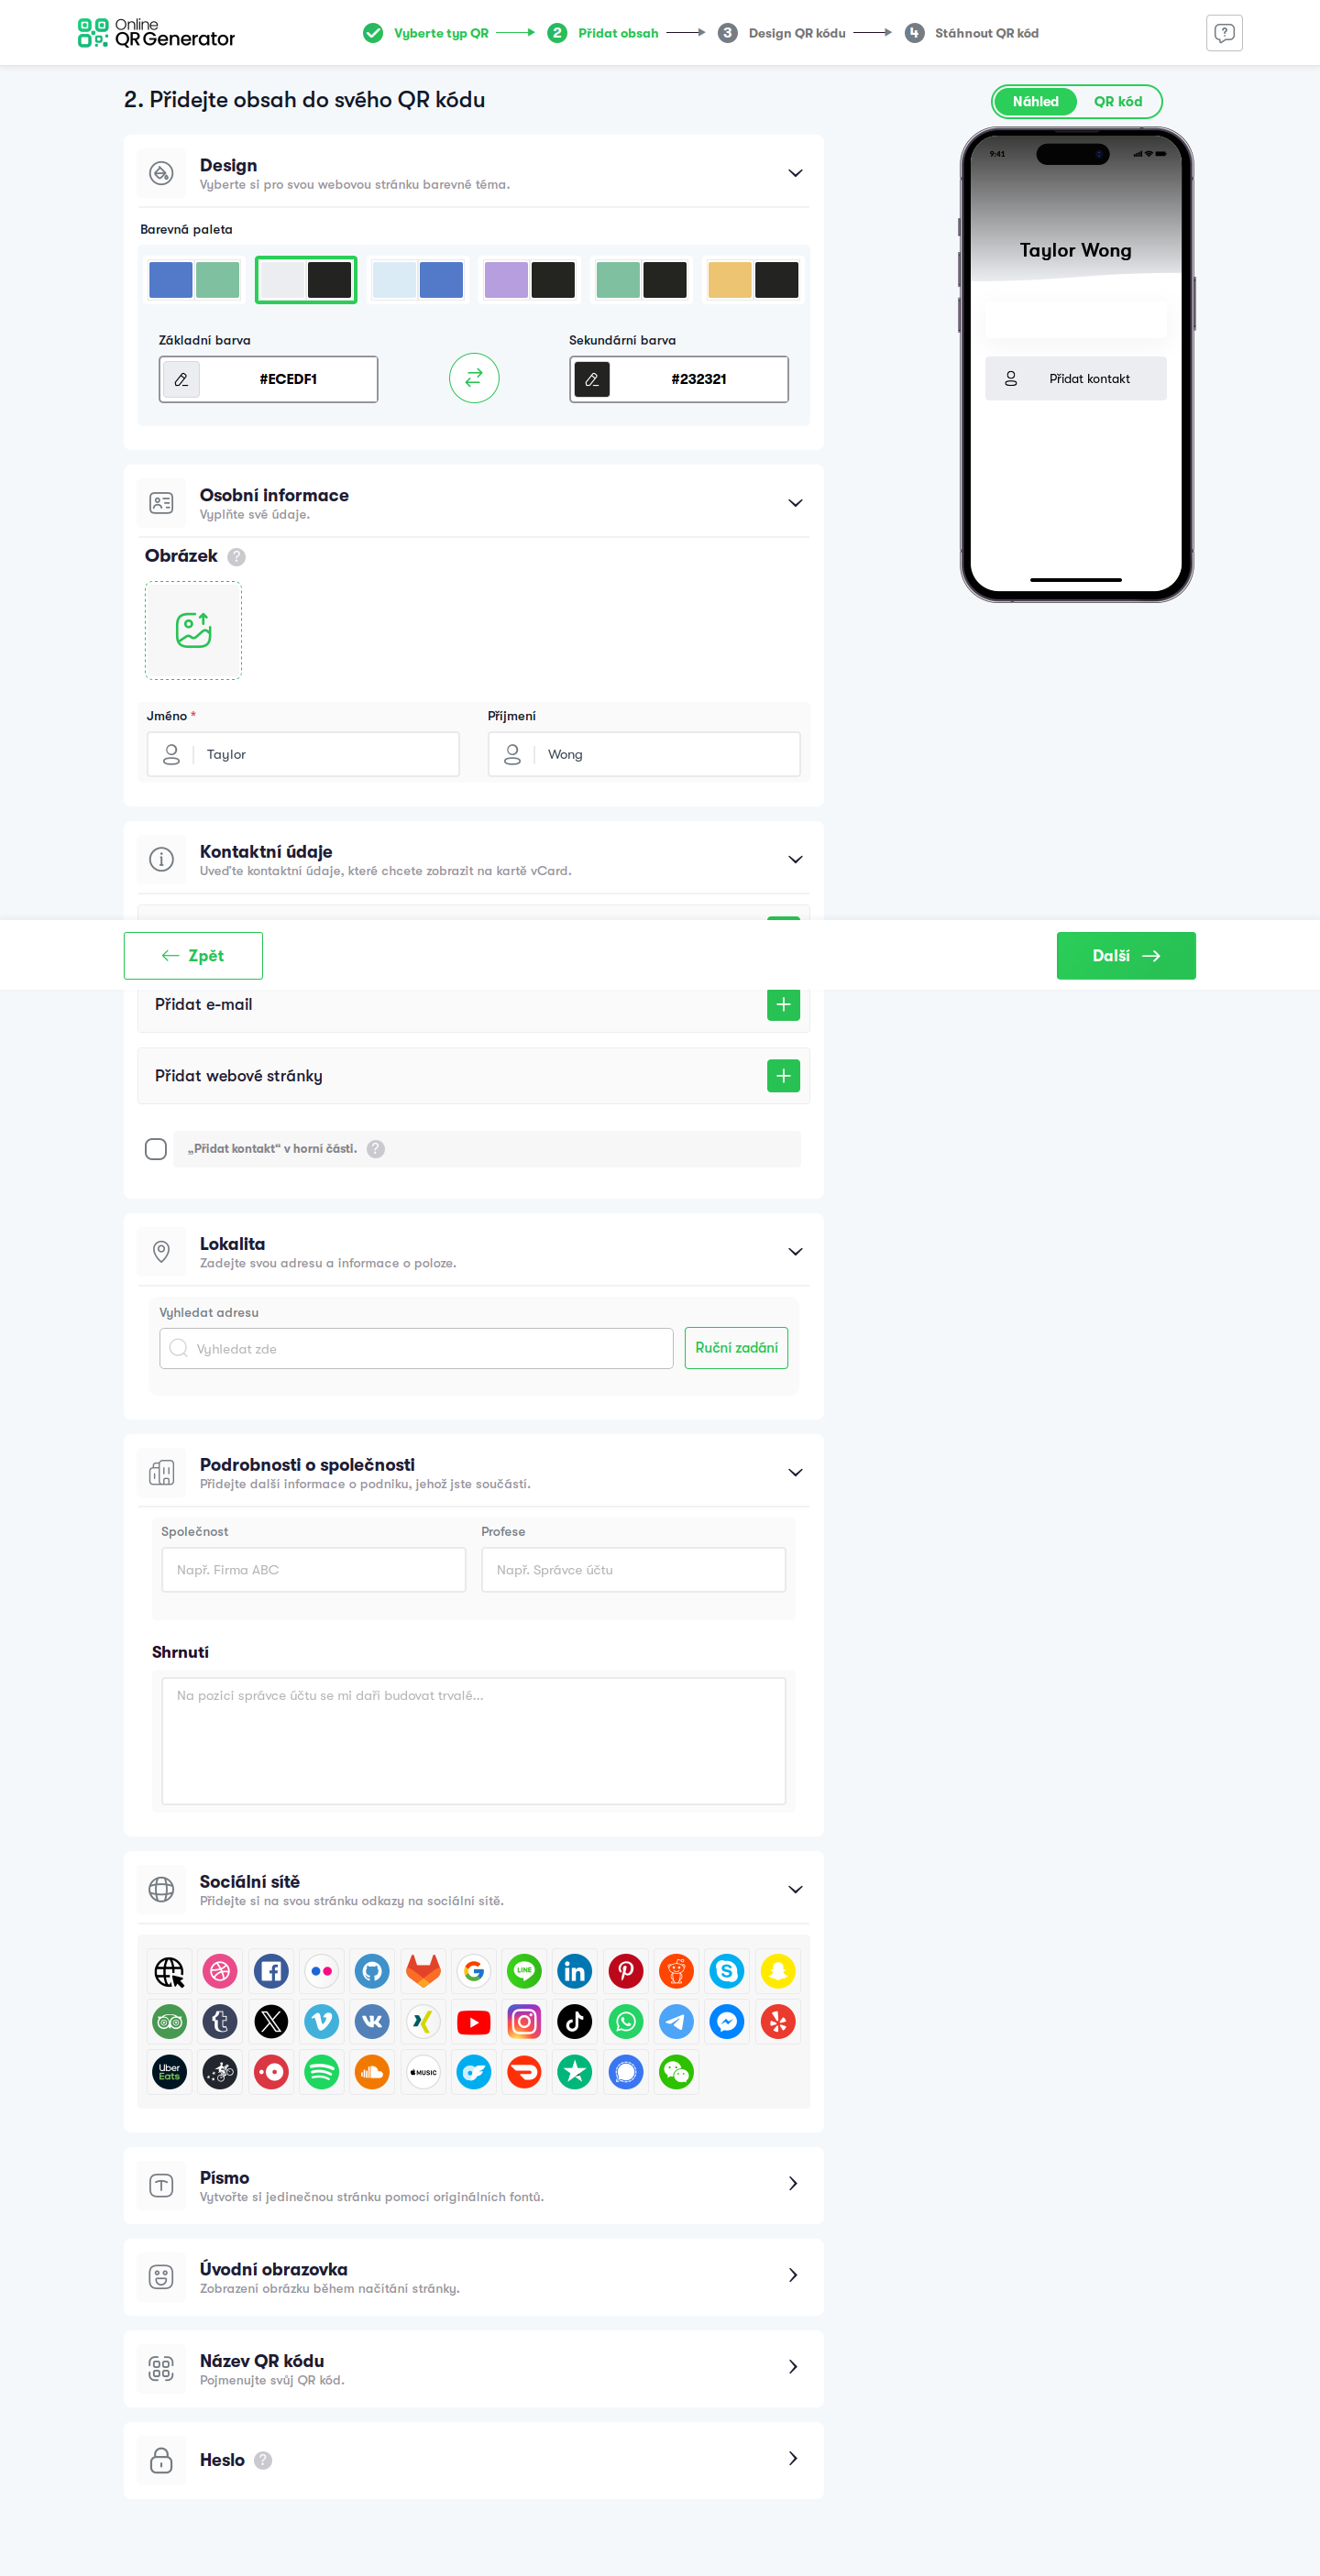 Online
QR Generator
Vyberte typ QR
2 Přidat obsah
3 Design QR kódu
4 Stáhnout QR kód
2. Přidejte obsah do svého QR kódu
Náhled QR kód
Design
Vyberte si pro svou webovou stránku barevné téma.
Barevná paleta
Základní barva
#ECEDF1
Sekundární barva
#232321
9:41
Taylor Wong
Přidat kontakt
Osobní informace
Vyplňte své údaje.
Obrázek ?
Jméno *
Taylor
Příjmení
Wong
Kontaktní údaje
Uveďte kontaktní údaje, které chcete zobrazit na kartě vCard.
Zpět
Další
Přidat e-mail
Přidat webové stránky
„Přidat kontakt“ v horní části. ?
Lokalita
Zadejte svou adresu a informace o poloze.
Vyhledat adresu
Vyhledat zde
Ruční zadání
Podrobnosti o společnosti
Přidejte další informace o podniku, jehož jste součástí.
Společnost
Např. Firma ABC
Profese
Např. Správce účtu
Shrnutí
Na pozici správce účtu se mi daří budovat trvalé...
Sociální sítě
Přidejte si na svou stránku odkazy na sociální sítě.
LINE
Uber
Eats
MUSIC
Písmo
Vytvořte si jedinečnou stránku pomocí originálních fontů.
Úvodní obrazovka
Zobrazení obrázku během načítání stránky.
Název QR kódu
Pojmenujte svůj QR kód.
Heslo ?